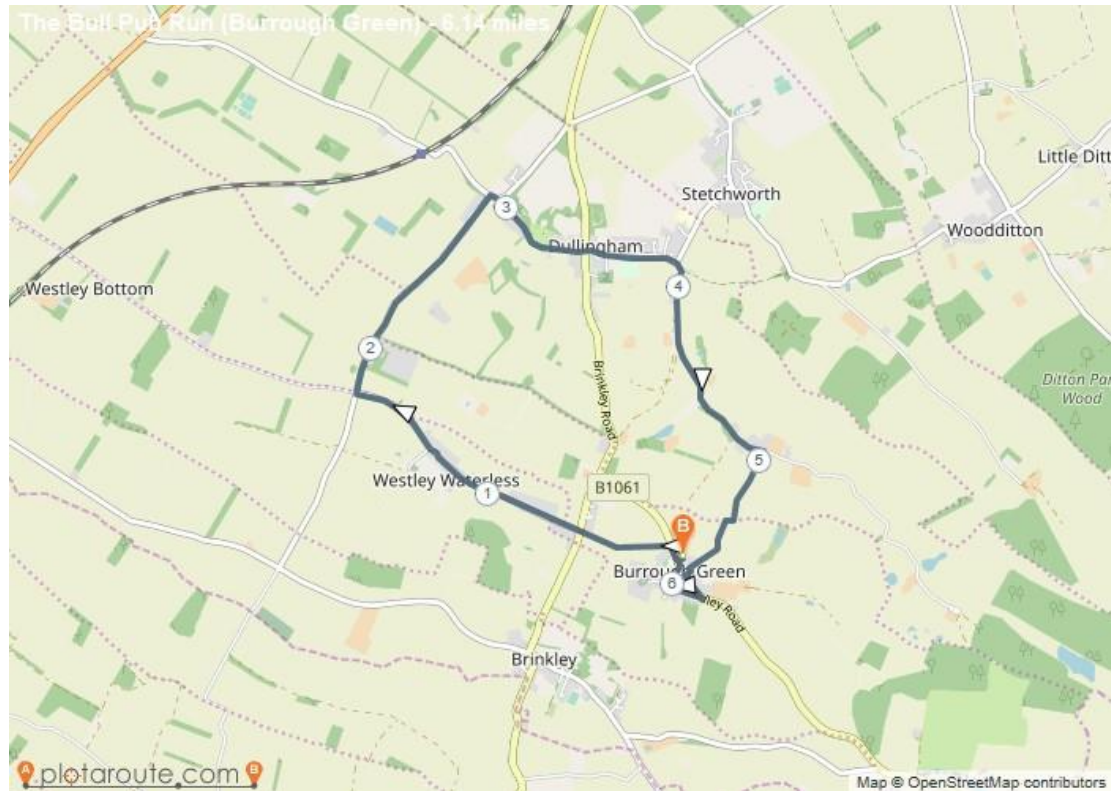 The Bull Pub Run (Burrough Green) - 6.14 miles
Little Ditt
Stetchworth
Woodditton
3
Dullingham
4
Westley Bottom
2
Brinkley Road
Ditton Par
Wood
5
Westley Waterless
1
B1061
B
Burrough Green
6
ley Road
Brinkley
A plotaroute.com B
Map © OpenStreetMap contributors